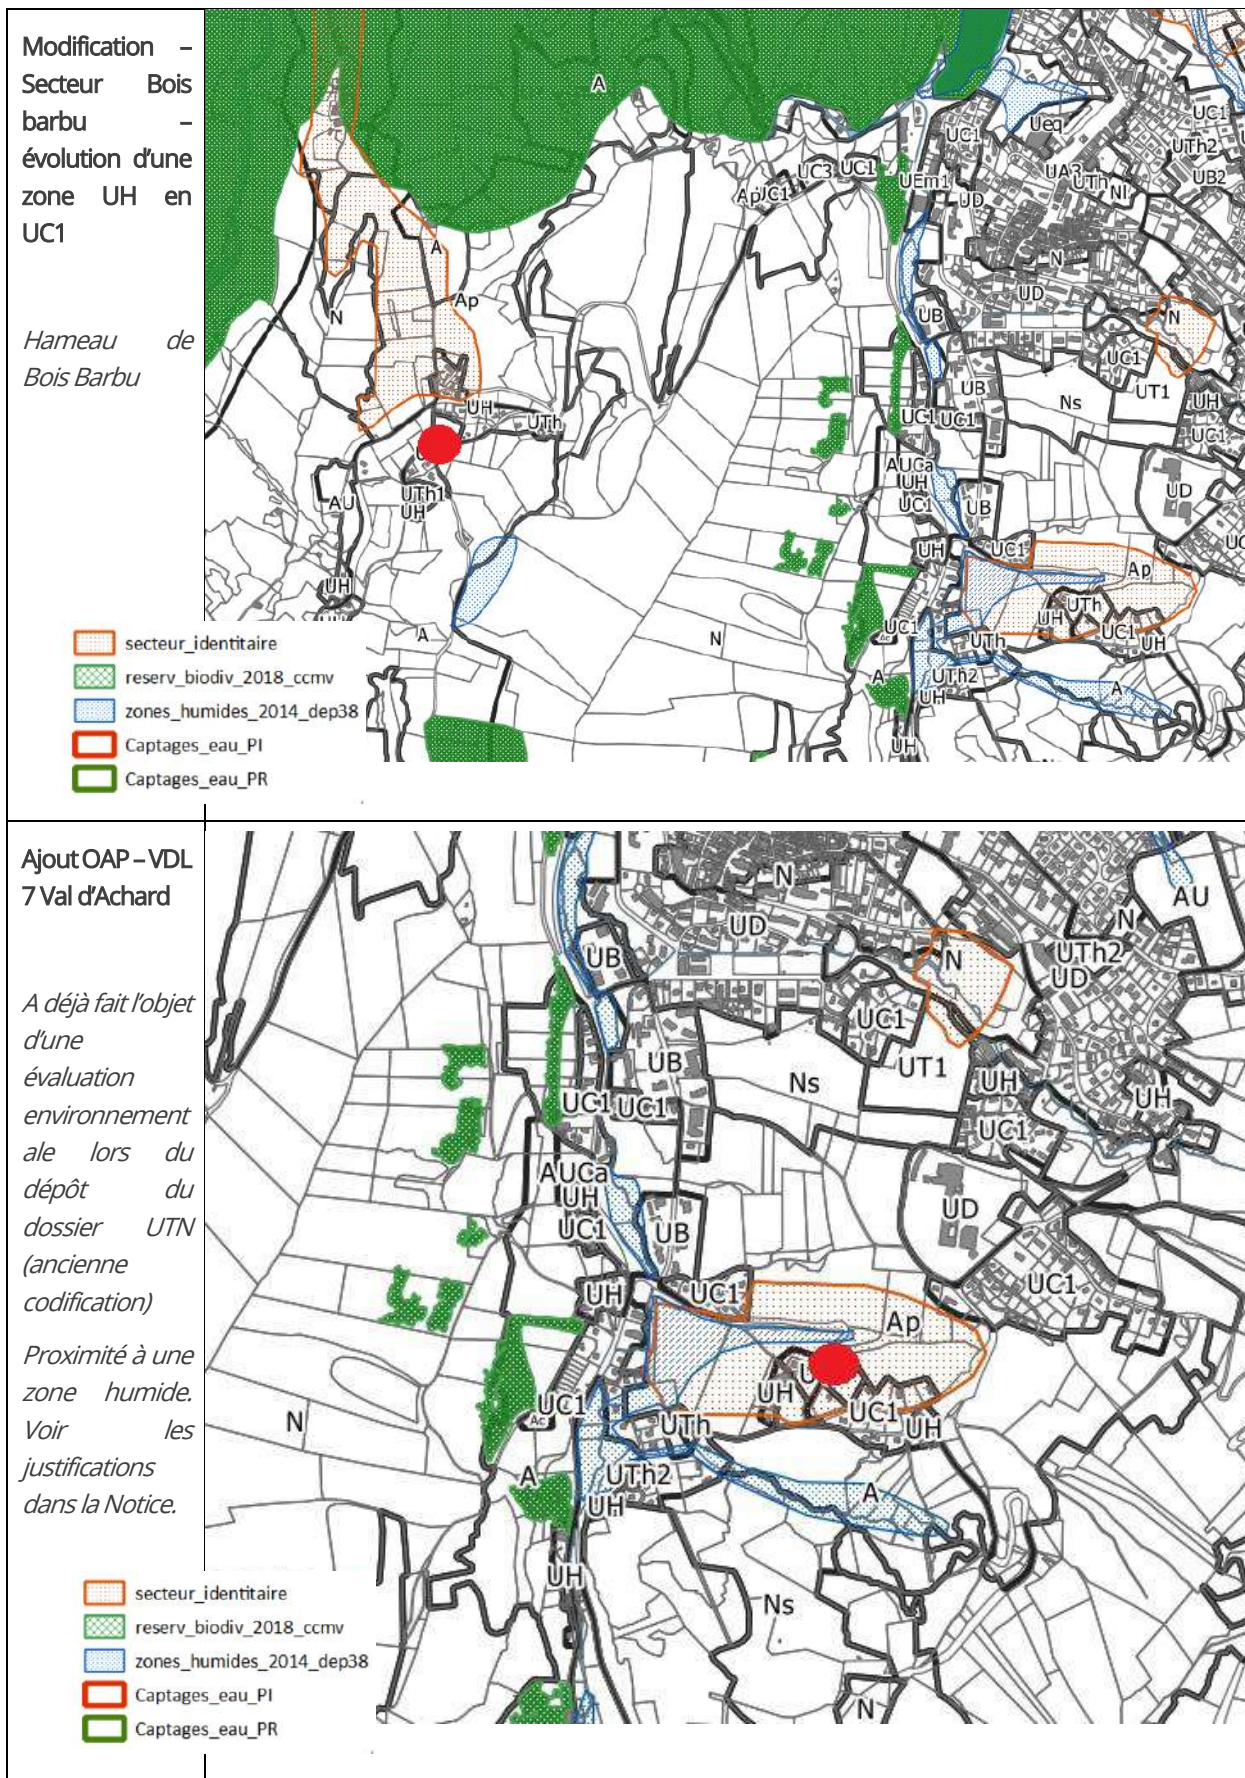 Modification –
Secteur Bois
barbu –
évolution d'une
zone UH en
UC1
Hameau de
Bois Barbu
A
UC1
Ueq
UC1
UTh2
UA3
UTh
UB2
NI
UC3
UC1
UEm1
Ap
UC1
UD
A
N
Ap
N
UD
N
UB
UC1
UT1
UB
Ns
UH
UH
UTh
UC1
UC1
UC1
AUCa
UH
UC1
UD
UTh1
UH
AU
UB
UH
UC1
Ap
UH
UTh
UH
UC1
UH
UC1
Ac
UTh
N
A
A
UTh2
UH
A
UH
secteur_identitaire
reserv_biodiv_2018_ccmv
zones_humides_2014_dep38
Captages_eau_PI
Captages_eau_PR
Ajout OAP – VDL
7 Val d'Achard
A déjà fait l'objet
d'une
évaluation
environnement
ale lors du
dépôt du
dossier UTN
(ancienne
codification)
Proximité à une
zone humide.
Voir les
justifications
dans la Notice.
N
AU
N
UD
UTh2
UB
N
UD
UC1
UB
Ns
UT1
UH
UH
UC1
UC1
UC1
AUCa
UH
UC1
UB
UD
UC1
UH
UC1
Ap
UH
UC1
UC1
Ac
UTh
UH
N
A
UTh2
UH
A
UH
Ns
N
secteur_identitaire
reserv_biodiv_2018_ccmv
zones_humides_2014_dep38
Captages_eau_PI
Captages_eau_PR